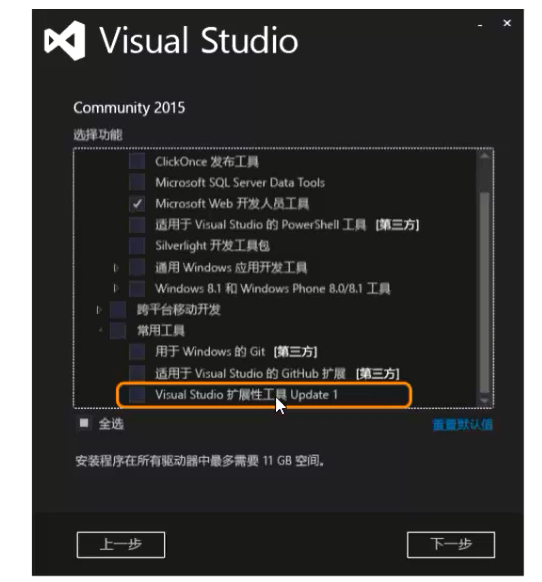 Visual Studio
Community 2015
选择功能
ClickOnce 发布工具
Microsoft SQL Server Data Tools
Microsoft Web 开发人员工具
适用于 Visual Studio 的 PowerShell 工具 [第三方]
Silverlight 开发工具包
通用 Windows 应用开发工具
Windows 8.1 和 Windows Phone 8.0/8.1 工具
跨平台移动开发
常用工具
用于 Windows 的 Git [第三方]
适用于 Visual Studio 的 GitHub 扩展 [第三方]
Visual Studio 扩展性工具 Update 1
全选 重置默认值
安装程序在所有驱动器中最多需要 11 GB 空间。
上一步 下一步